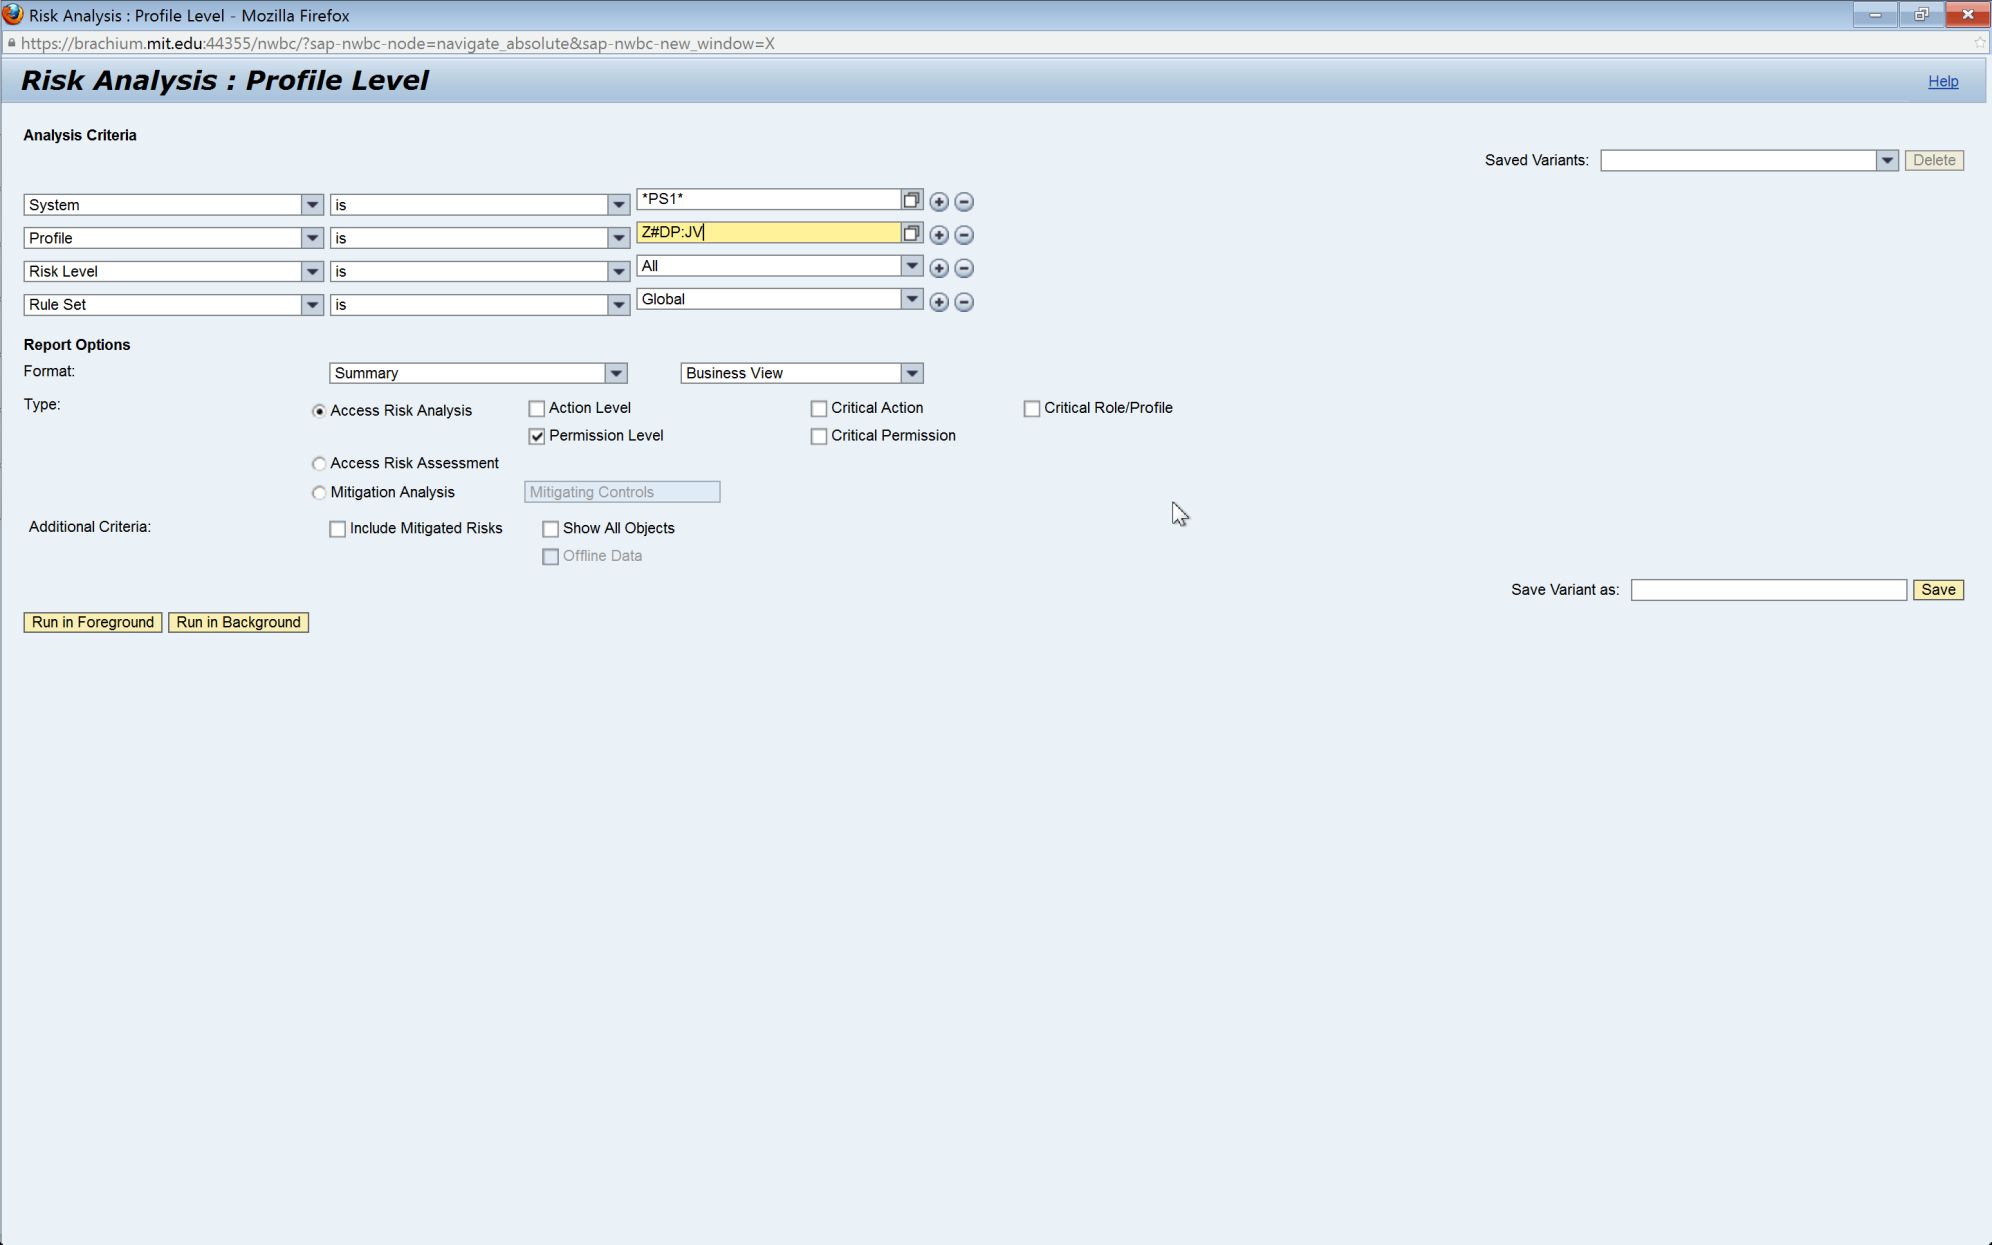 Risk Analysis : Profile Level - Mozilla Firefox
https://brachium.mit.edu:44355/nwbc/?sap-nwbc-node=navigate_absolute&sap-nwbc-new_window=X
Risk Analysis : Profile Level
Help
Analysis Criteria
Saved Variants: Delete
System is *PS1*
Profile is Z#DP:JV
Risk Level is All
Rule Set is Global
Report Options
Format: Summary Business View
Type: Access Risk Analysis Action Level Critical Action Critical Role/Profile
Permission Level Critical Permission
Access Risk Assessment
Mitigation Analysis Mitigating Controls
Additional Criteria: Include Mitigated Risks Show All Objects
Offline Data
Save Variant as: Save
Run in Foreground Run in Background